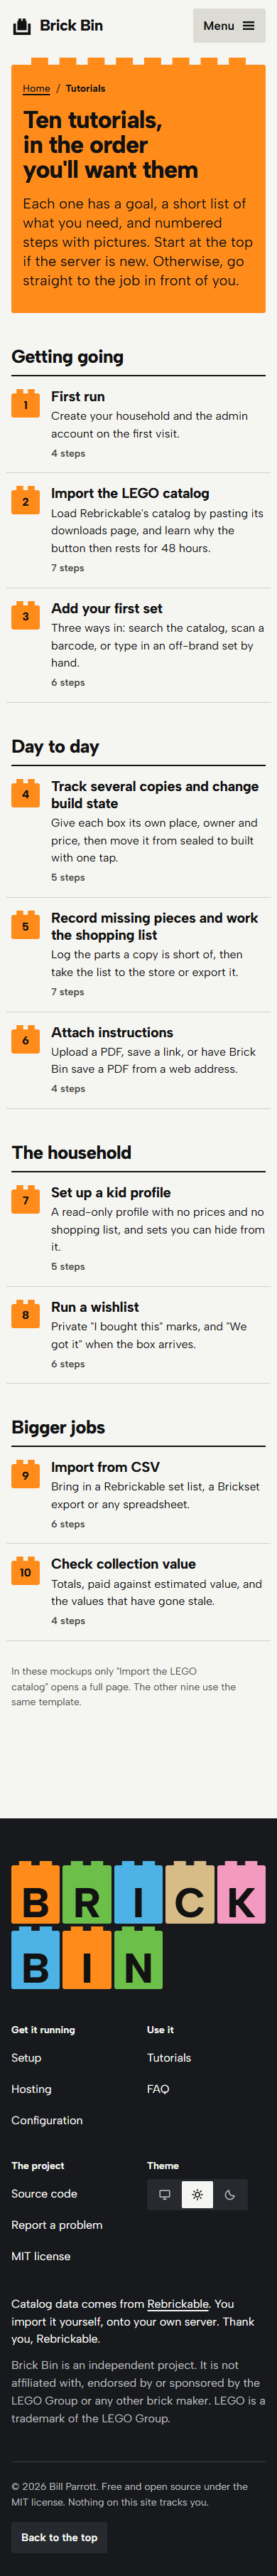 Brick Bin
Menu
Home / Tutorials
Ten tutorials,
in the order
you'll want them
Each one has a goal, a short list of
what you need, and numbered
steps with pictures. Start at the top
if the server is new. Otherwise, go
straight to the job in front of you.
Getting going
1
First run
Create your household and the admin
account on the first visit.
4 steps
2
Import the LEGO catalog
Load Rebrickable's catalog by pasting its
downloads page, and learn why the
button then rests for 48 hours.
7 steps
3
Add your first set
Three ways in: search the catalog, scan a
barcode, or type in an off-brand set by
hand.
6 steps
Day to day
4
Track several copies and change
build state
Give each box its own place, owner and
price, then move it from sealed to built
with one tap.
5 steps
5
Record missing pieces and work
the shopping list
Log the parts a copy is short of, then
take the list to the store or export it.
7 steps
6
Attach instructions
Upload a PDF, save a link, or have Brick
Bin save a PDF from a web address.
4 steps
The household
7
Set up a kid profile
A read-only profile with no prices and no
shopping list, and sets you can hide from
it.
5 steps
8
Run a wishlist
Private "I bought this" marks, and "We
got it" when the box arrives.
6 steps
Bigger jobs
9
Import from CSV
Bring in a Rebrickable set list, a Brickset
export or any spreadsheet.
6 steps
10
Check collection value
Totals, paid against estimated value, and
the values that have gone stale.
4 steps
In these mockups only "Import the LEGO
catalog" opens a full page. The other nine use the
same template.
BRICK
BIN
Get it running
Setup
Hosting
Configuration
Use it
Tutorials
FAQ
The project
Source code
Report a problem
MIT license
Theme
Catalog data comes from Rebrickable. You
import it yourself, onto your own server. Thank
you, Rebrickable.
Brick Bin is an independent project. It is not
affiliated with, endorsed by or sponsored by the
LEGO Group or any other brick maker. LEGO is a
trademark of the LEGO Group.
© 2026 Bill Parrott. Free and open source under the
MIT license. Nothing on this site tracks you.
Back to the top